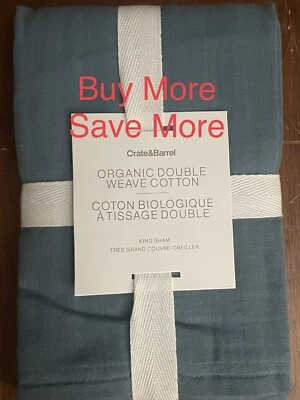 Buy More
Save More
Crate&Barrel
ORGANIC DOUBLE
WEAVE COTTON
COTON BIOLOGIQUE
À TISSAGE DOUBLE
KING SHAM
TRÈS GRAND COUVRE-OREILLER